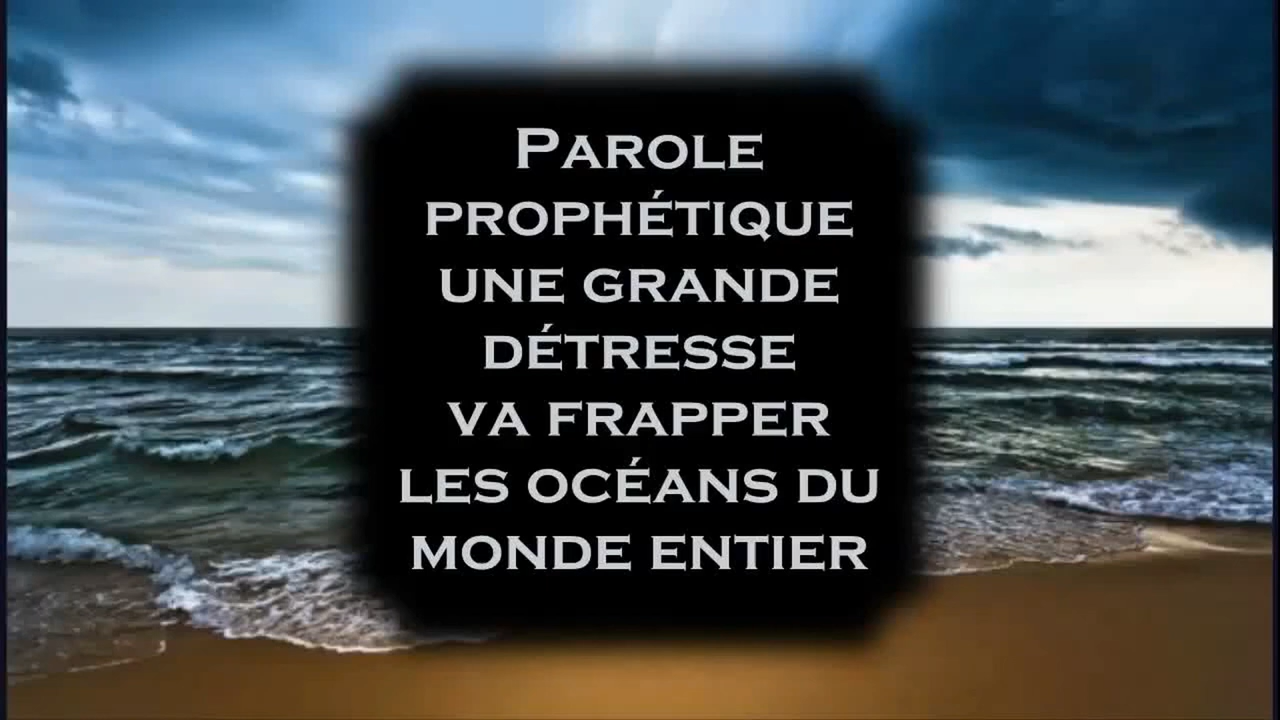 PAROLE
PROPHÉTIQUE
UNE GRANDE
DÉTRESSE
VA FRAPPER
LES OCÉANS DU
MONDE ENTIER